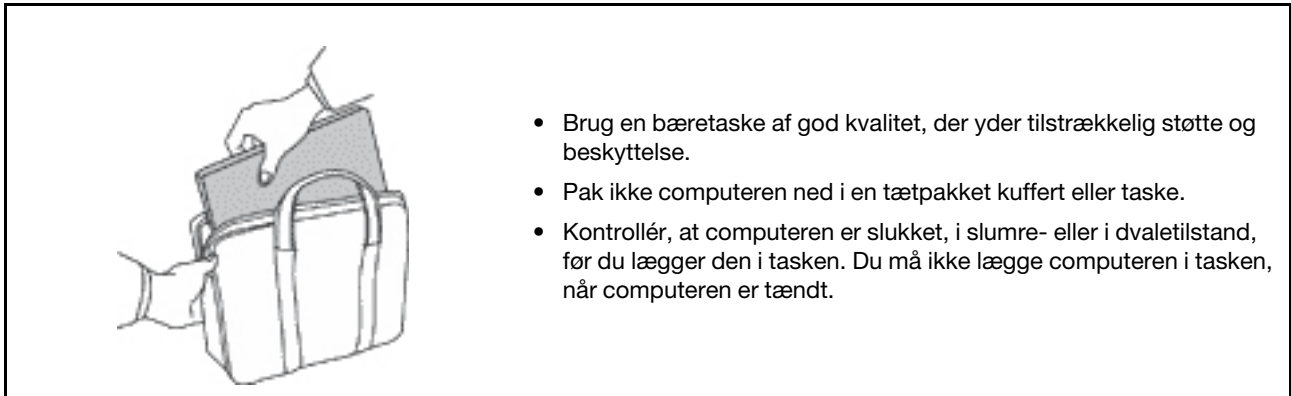 • Brug en bæretaske af god kvalitet, der yder tilstrækkelig støtte og
beskyttelse.
• Pak ikke computeren ned i en tætpakket kuffert eller taske.
• Kontrollér, at computeren er slukket, i slumre- eller i dvaletilstand,
før du lægger den i tasken. Du må ikke lægge computeren i tasken,
når computeren er tændt.